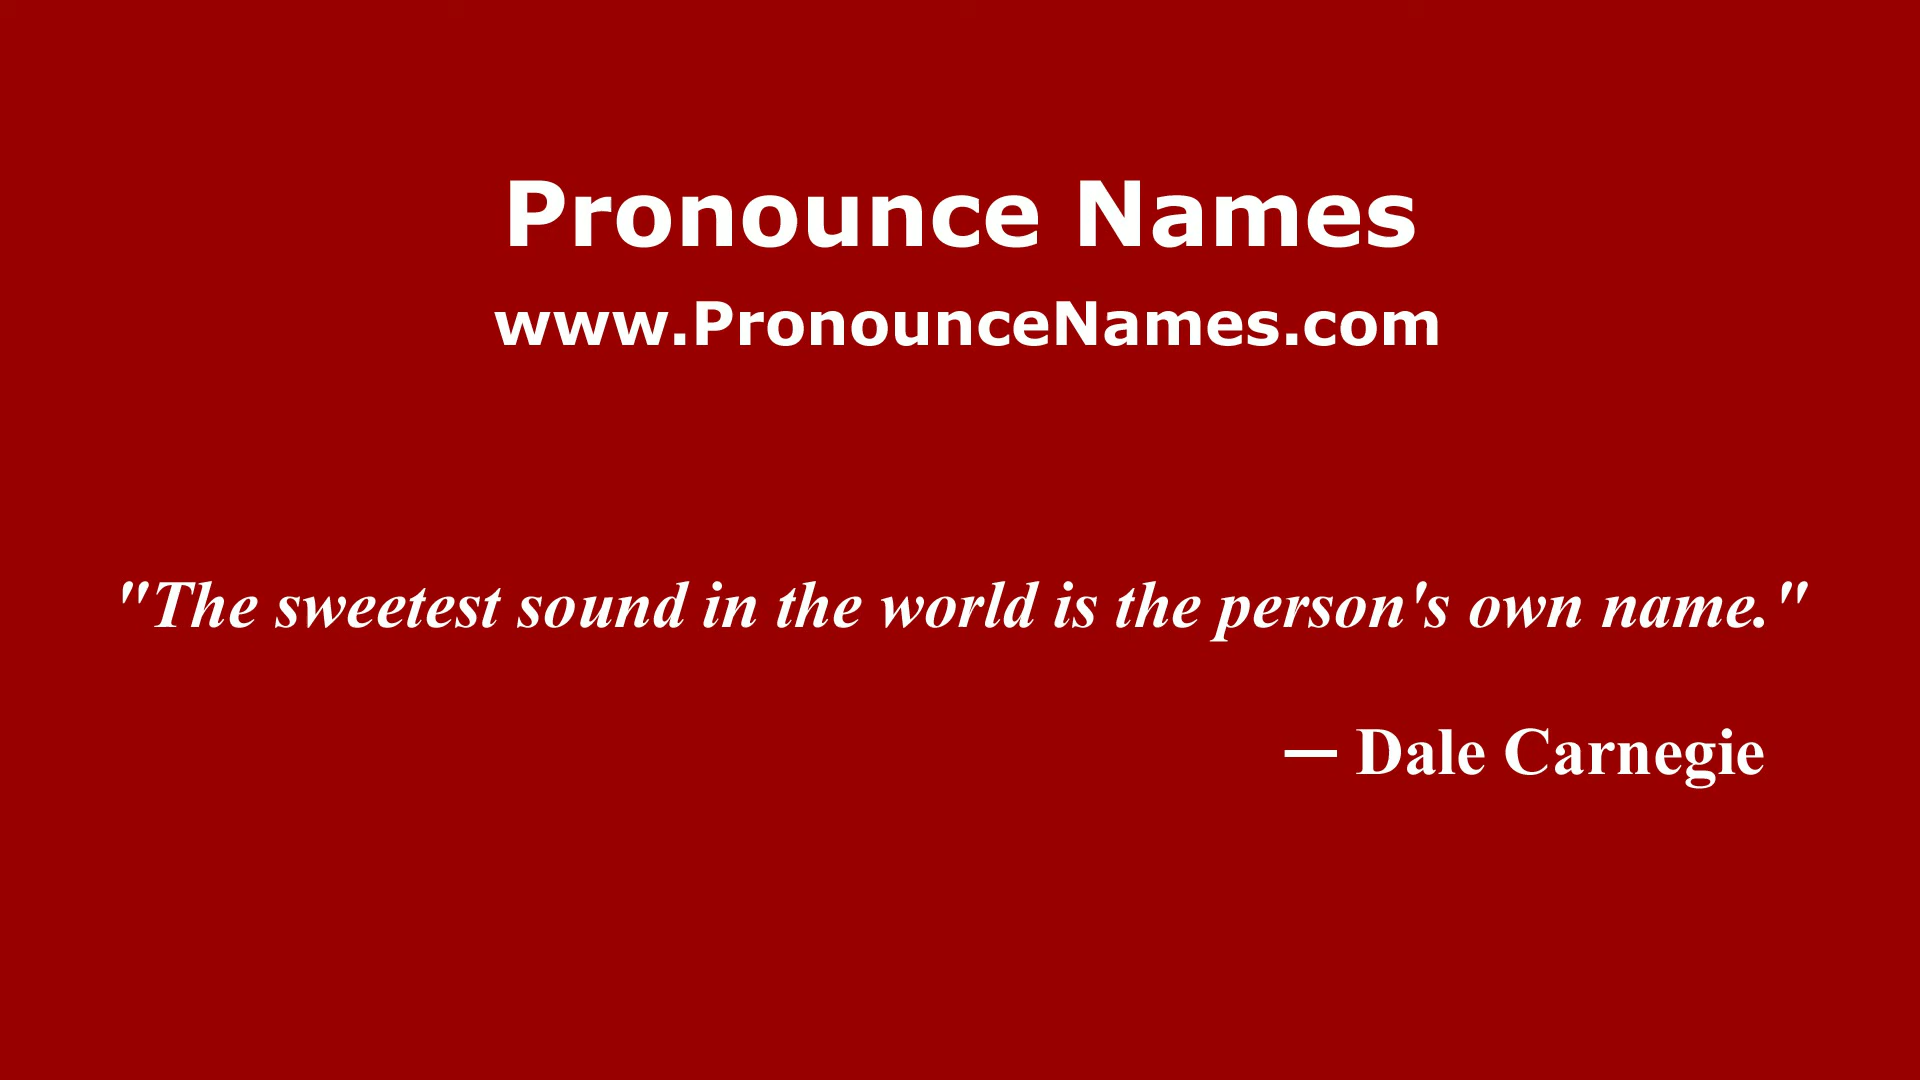 Pronounce Names
www.PronounceNames.com
"The sweetest sound in the world is the person's own name."
— Dale Carnegie